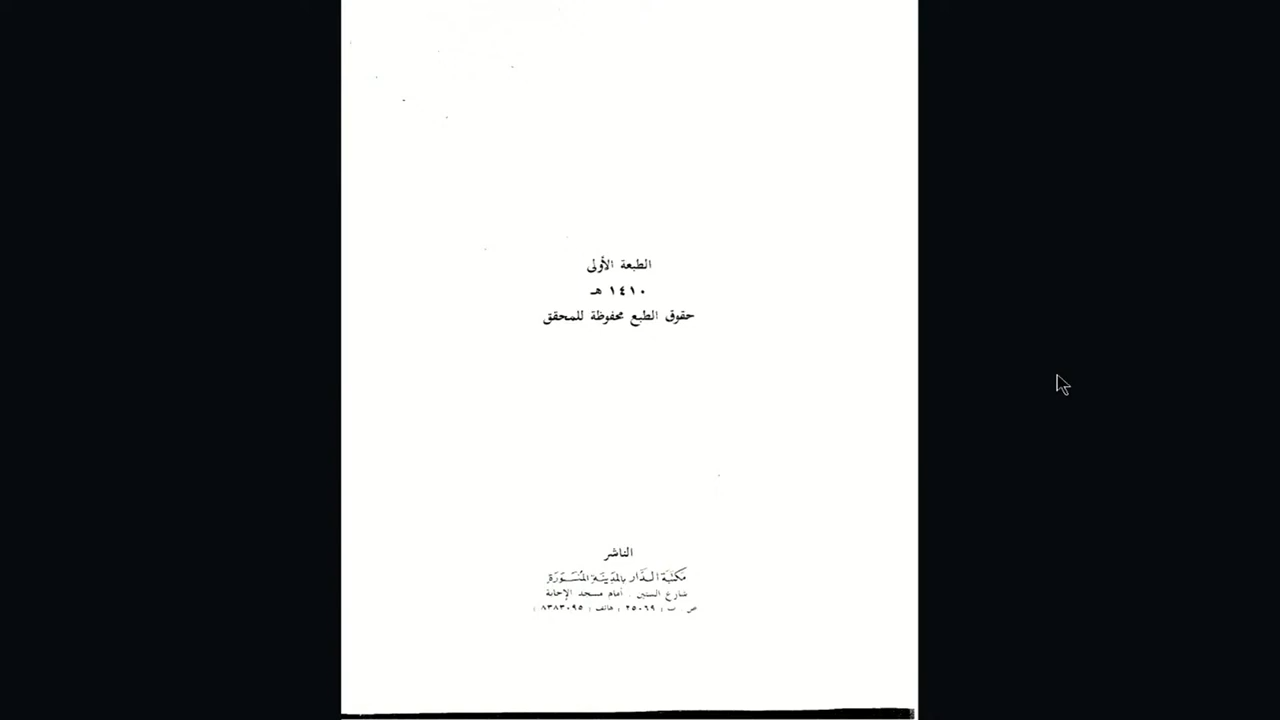 الطبعة الأولى
١٤١٠ هـ
حقوق الطبع محفوظة للمحقق
الناشر
مكتبة الدار بالمدينة المنورة
شارع الستين . أمام مسجد الإجابة
ص . ب ( ٢٥٠٦٩ ) هاتف ( ٨٣٨٣٠٩٥ )